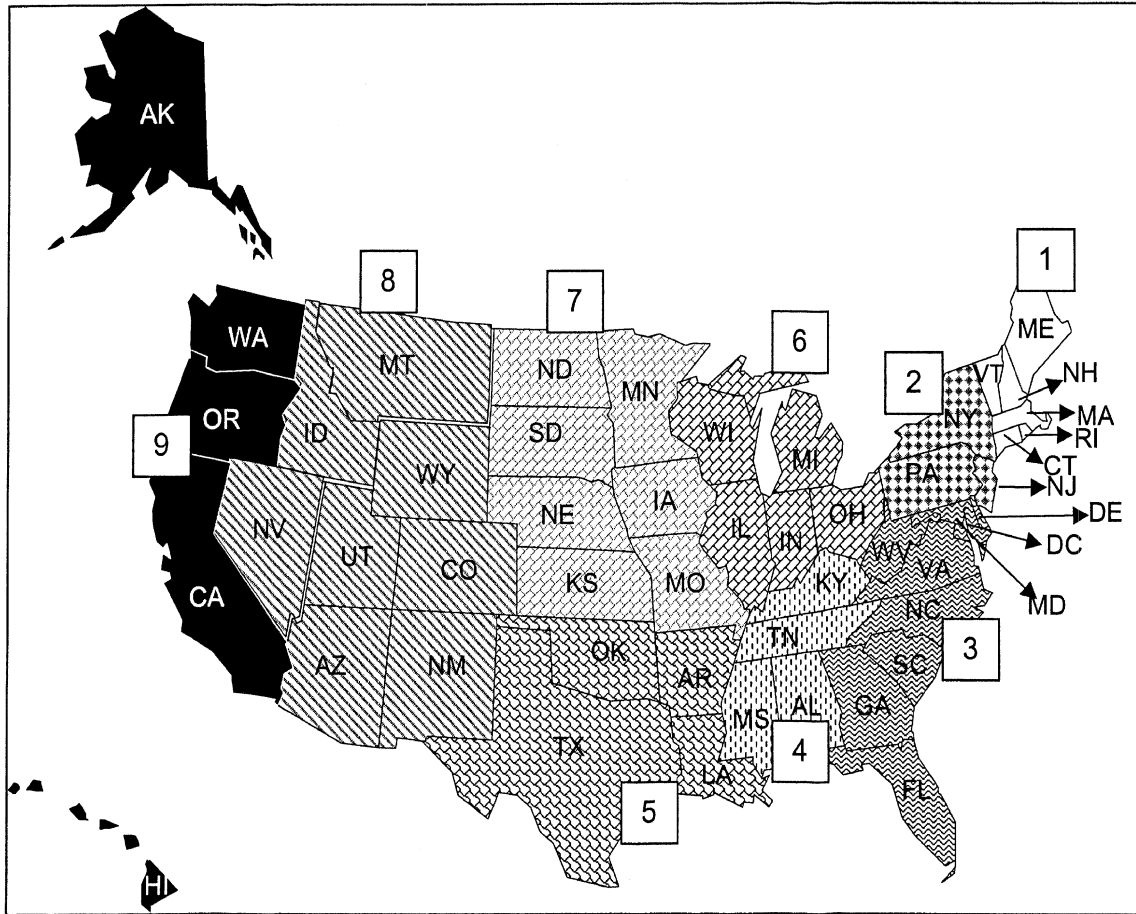 AK
1
8
7
ME
WA
6
MT
ND
VT
NH
MN
2
NY
MA
OR
SD
WI
RI
ID
9
MI
CT
WY
PA
NJ
IA
NE
OH
DE
NV
IL
IN
DC
UT
CO
WV
VA
KS
MO
KY
CA
MD
NC
TN
3
OK
SC
AZ
NM
AR
GA
MS
AL
TX
4
LA
FL
5
HI